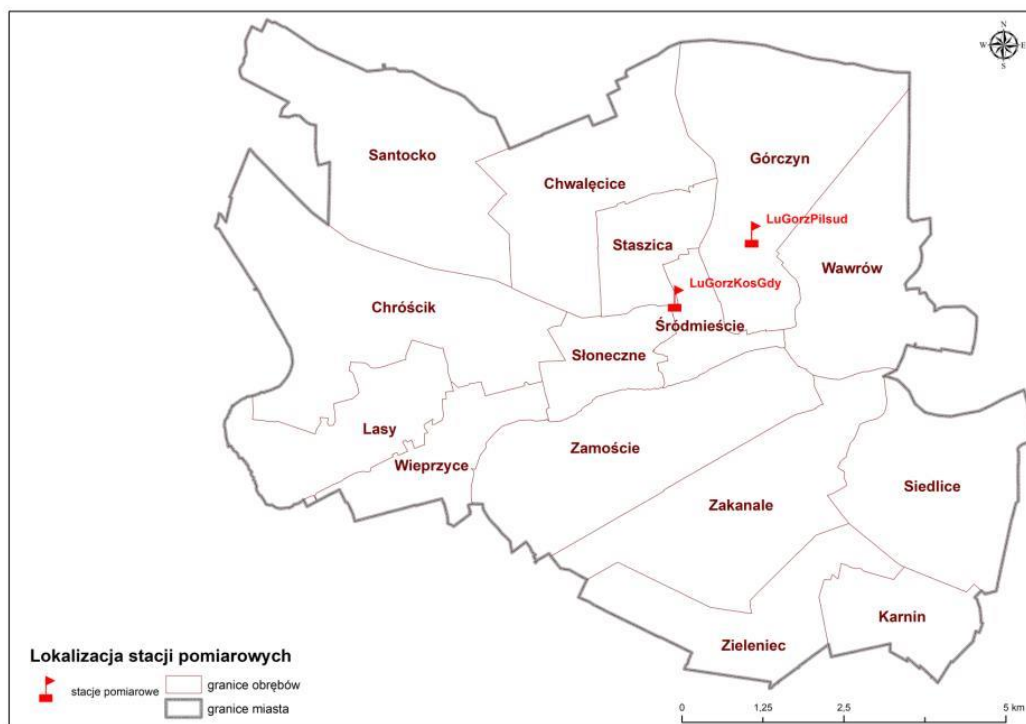 N
W E
S
Santocko
Górczyn
Chwalęcice
LuGorzPilsud
Staszica
Wawrów
LuGorzKosGdy
Chróścik
Śródmieście
Słoneczne
Lasy
Zamoście
Wieprzyce
Siedlice
Zakanale
Karnin
Zieleniec
Lokalizacja stacji pomiarowych
stacje pomiarowe
granice obrębów
granice miasta
0 1,25 2,5 5 km